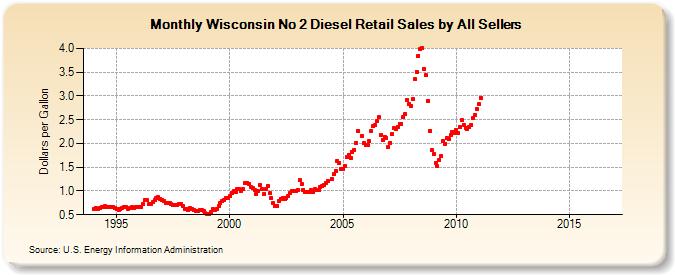 Monthly Wisconsin No 2 Diesel Retail Sales by All Sellers
Dollars per Gallon
4.0
3.5
3.0
2.5
2.0
1.5
1.0
0.5
1995 2000 2005 2010 2015
Source: U.S. Energy Information Administration